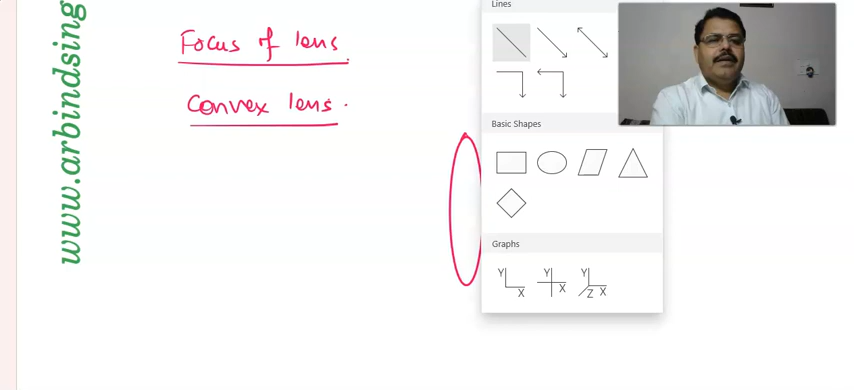 Focus of lens.
Convex lens.
www.arbindsing
Lines
Basic Shapes
Graphs
Y
X
Y
X
Y
Z
X